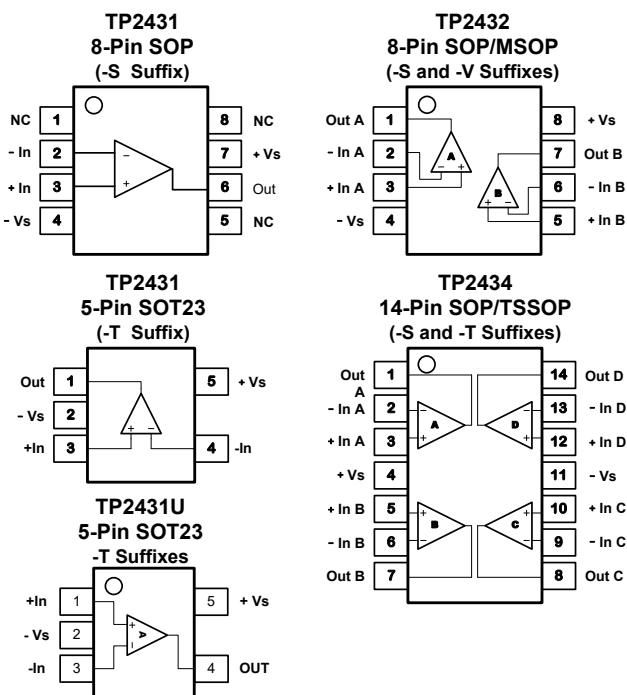 TP2431
8-Pin SOP
(-S Suffix)
NC 1 8 NC
- In 2 7 + Vs
+ In 3 6 Out
- Vs 4 5 NC
− +
TP2432
8-Pin SOP/MSOP
(-S and -V Suffixes)
Out A 1 8 + Vs
- In A 2 7 Out B
+ In A 3 6 - In B
- Vs 4 5 + In B
A − +
B + −
TP2431
5-Pin SOT23
(-T Suffix)
Out 1 5 + Vs
- Vs 2
+In 3 4 -In
+ −
TP2434
14-Pin SOP/TSSOP
(-S and -T Suffixes)
Out A 1 14 Out D
- In A 2 13 - In D
+ In A 3 12 + In D
+ Vs 4 11 - Vs
+ In B 5 10 + In C
- In B 6 9 - In C
Out B 7 8 Out C
− A + − D +
+ B − + C −
TP2431U
5-Pin SOT23
-T Suffixes
+In 1 5 + Vs
- Vs 2
-In 3 4 OUT
+ A −